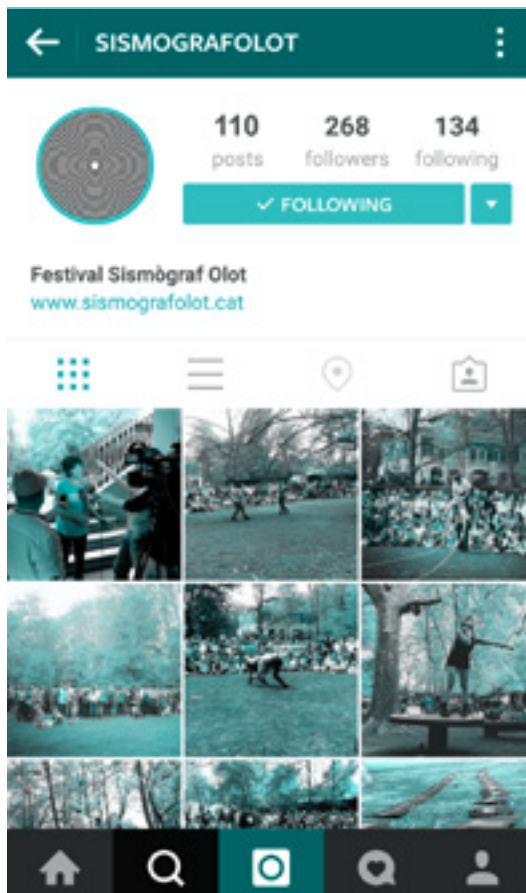 SISMOGRAFOLOT
110 268 134
posts followers following
FOLLOWING
Festival Sismògraf Olot
www.sismografolot.cat